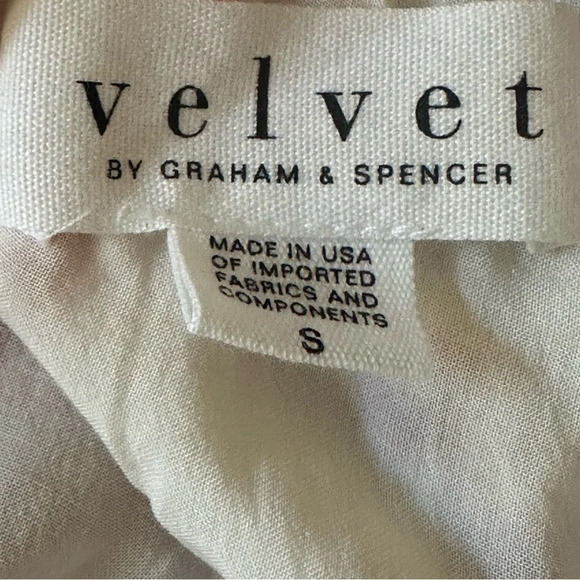 velvet
BY GRAHAM & SPENCER
MADE IN USA
OF IMPORTED
FABRICS AND
COMPONENTS
S